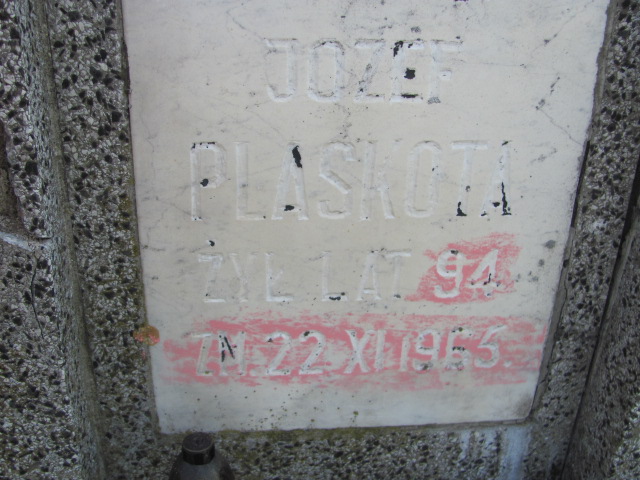 JÓZEF
PLASKOTA
ŻYŁ LAT 94
ZM. 22 XI 1965.